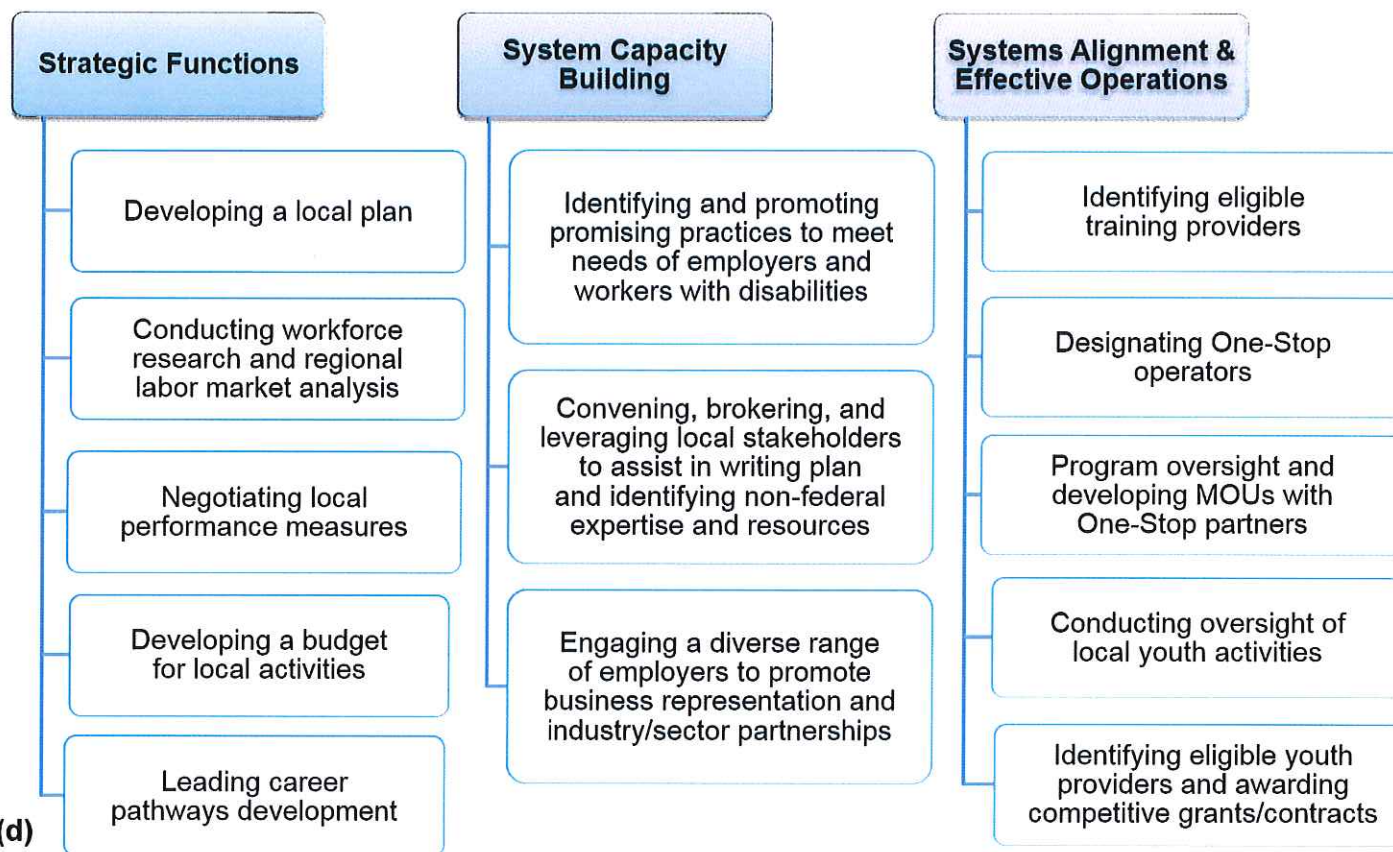 Strategic Functions
Developing a local plan
Conducting workforce
research and regional
labor market analysis
Negotiating local
performance measures
Developing a budget
for local activities
Leading career
pathways development
System Capacity
Building
Identifying and promoting
promising practices to meet
needs of employers and
workers with disabilities
Convening, brokering, and
leveraging local stakeholders
to assist in writing plan
and identifying non-federal
expertise and resources
Engaging a diverse range
of employers to promote
business representation and
industry/sector partnerships
Systems Alignment &
Effective Operations
Identifying eligible
training providers
Designating One-Stop
operators
Program oversight and
developing MOUs with
One-Stop partners
Conducting oversight of
local youth activities
Identifying eligible youth
providers and awarding
competitive grants/contracts
(d)